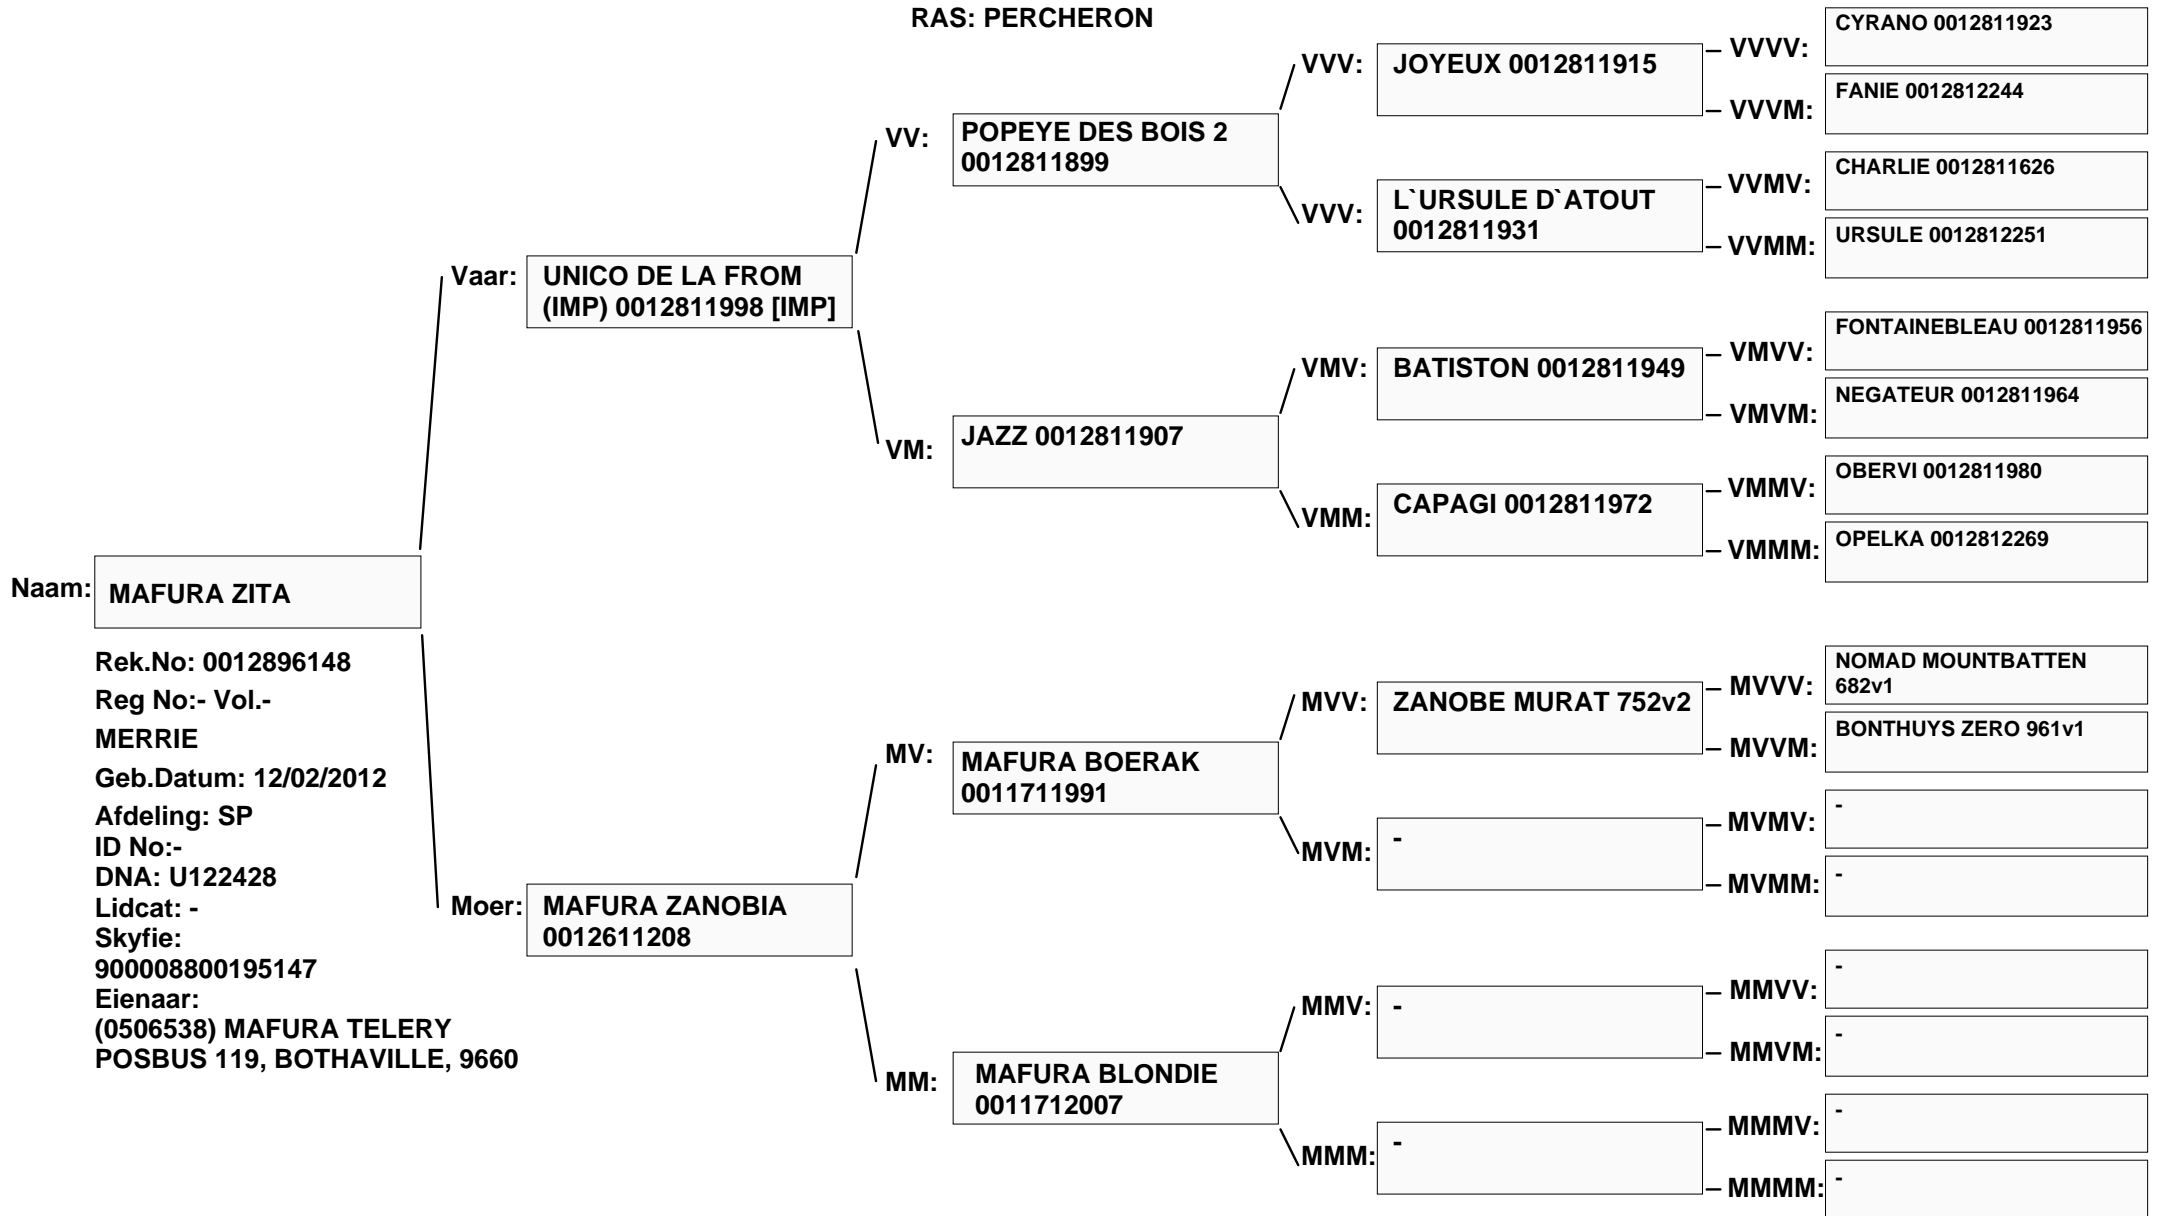 RAS: PERCHERON
Naam: MAFURA ZITA
Rek.No: 0012896148
Reg No:- Vol.-
MERRIE
Geb.Datum: 12/02/2012
Afdeling: SP
ID No:-
DNA: U122428
Lidcat: -
Skyfie:
900008800195147
Eienaar:
(0506538) MAFURA TELERY
POSBUS 119, BOTHAVILLE, 9660
Vaar: UNICO DE LA FROM
(IMP) 0012811998 [IMP]
Moer: MAFURA ZANOBIA
0012611208
VV: POPEYE DES BOIS 2
0012811899
VM: JAZZ 0012811907
MV: MAFURA BOERAK
0011711991
MM: MAFURA BLONDIE
0011712007
VVV: JOYEUX 0012811915
VVV: L`URSULE D`ATOUT
0012811931
VMV: BATISTON 0012811949
VMM: CAPAGI 0012811972
MVV: ZANOBE MURAT 752v2
MVM: -
MMV: -
MMM: -
VVVV: CYRANO 0012811923
VVVM: FANIE 0012812244
VVMV: CHARLIE 0012811626
VVMM: URSULE 0012812251
VMVV: FONTAINEBLEAU 0012811956
VMVM: NEGATEUR 0012811964
VMMV: OBERVI 0012811980
VMMM: OPELKA 0012812269
MVVV: NOMAD MOUNTBATTEN
682v1
MVVM: BONTHUYS ZERO 961v1
MVMV: -
MVMM: -
MMVV: -
MMVM: -
MMMV: -
MMMM: -